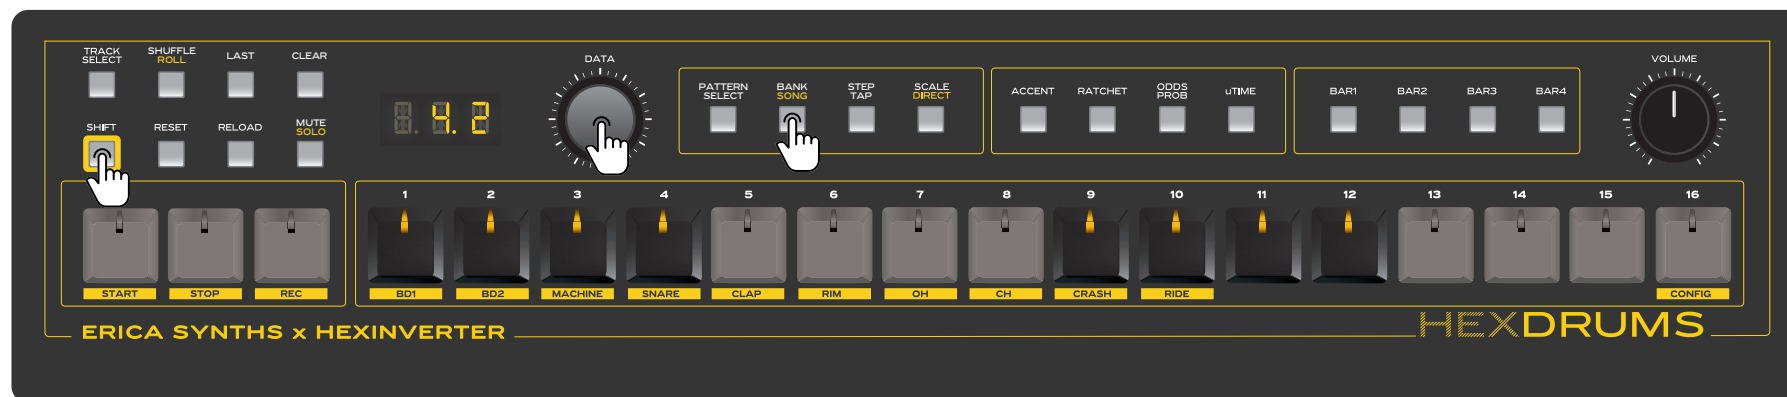 TRACK
SELECT
SHUFFLE
ROLL
LAST
CLEAR
SHIFT
RESET
RELOAD
MUTE
SOLO
4.2
DATA
PATTERN
SELECT
BANK
SONG
STEP
TAP
SCALE
DIRECT
ACCENT
RATCHET
ODDS
PROB
uTIME
BAR1
BAR2
BAR3
BAR4
VOLUME
START
STOP
REC
1 2 3 4 5 6 7 8 9 10 11 12 13 14 15 16
BD1
BD2
MACHINE
SNARE
CLAP
RIM
OH
CH
CRASH
RIDE
CONFIG
ERICA SYNTHS x HEXINVERTER
HEXDRUMS